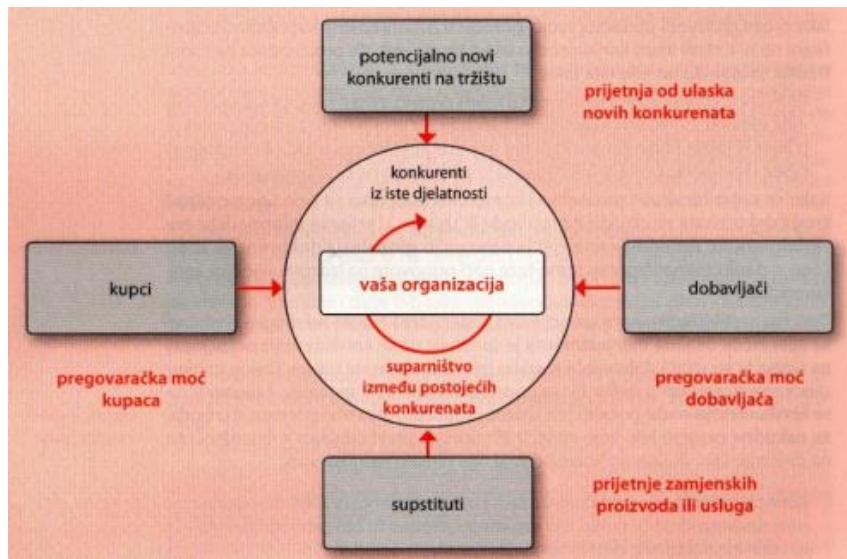 potencijalno novi
konkurenti na tržištu
prijetnja od ulaska
novih konkurenata
konkurenti
iz iste djelatnosti
kupci
vaša organizacija
dobavljači
pregovaračka moć
kupaca
suparništvo
između postojećih
konkurenata
pregovaračka moć
dobavljača
supstituti
prijetnje zamjenskih
proizvoda ili usluga